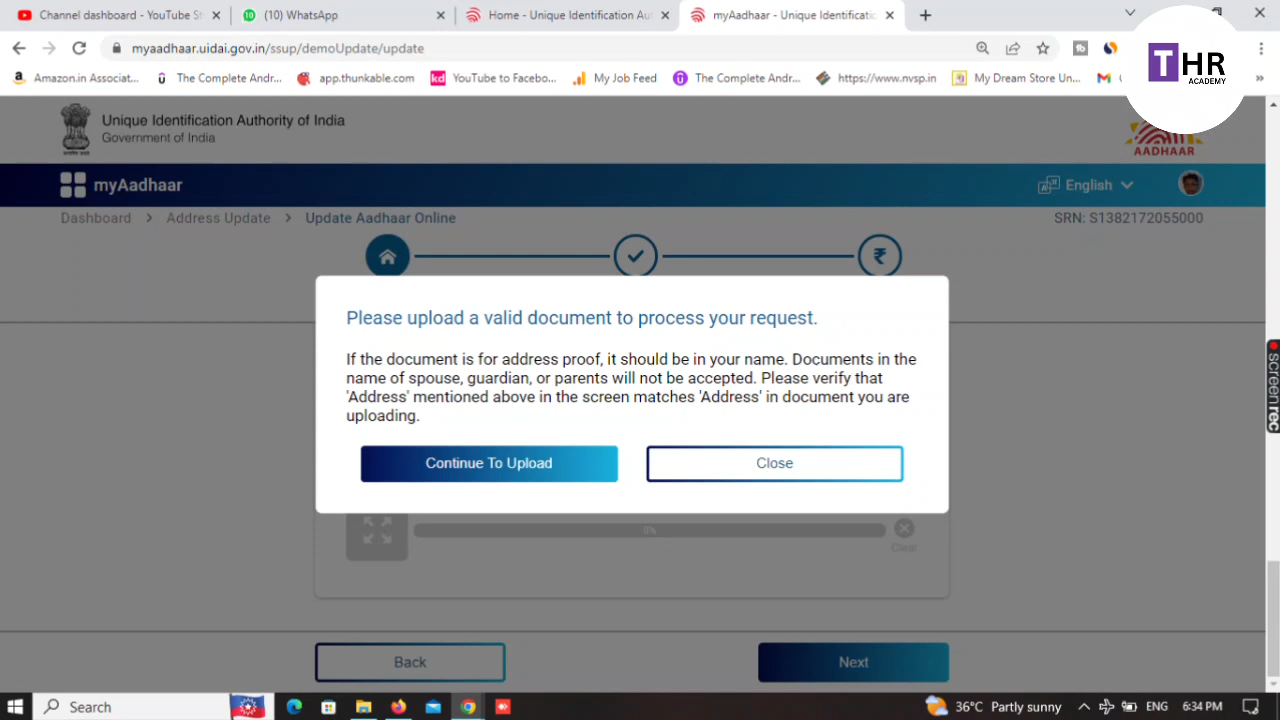 Channel dashboard - YouTube St
(10) WhatsApp
Home - Unique Identification Aut
myAadhaar - Unique Identificatio
myaadhaar.uidai.gov.in/ssup/demoUpdate/update
Amazon.in Associat...
The Complete Andr...
app.thunkable.com
YouTube to Facebo...
My Job Feed
The Complete Andr...
https://www.nvsp.in
My Dream Store Un...
THR
ACADEMY
Unique Identification Authority of India
Government of India
AADHAAR
myAadhaar
English
Dashboard > Address Update > Update Aadhaar Online
SRN: S1382172055000
Please upload a valid document to process your request.
If the document is for address proof, it should be in your name. Documents in the
name of spouse, guardian, or parents will not be accepted. Please verify that
'Address' mentioned above in the screen matches 'Address' in document you are
uploading.
Continue To Upload
Close
0%
Clear
Back
Next
screenrec
Search
36°C Partly sunny
ENG
6:34 PM